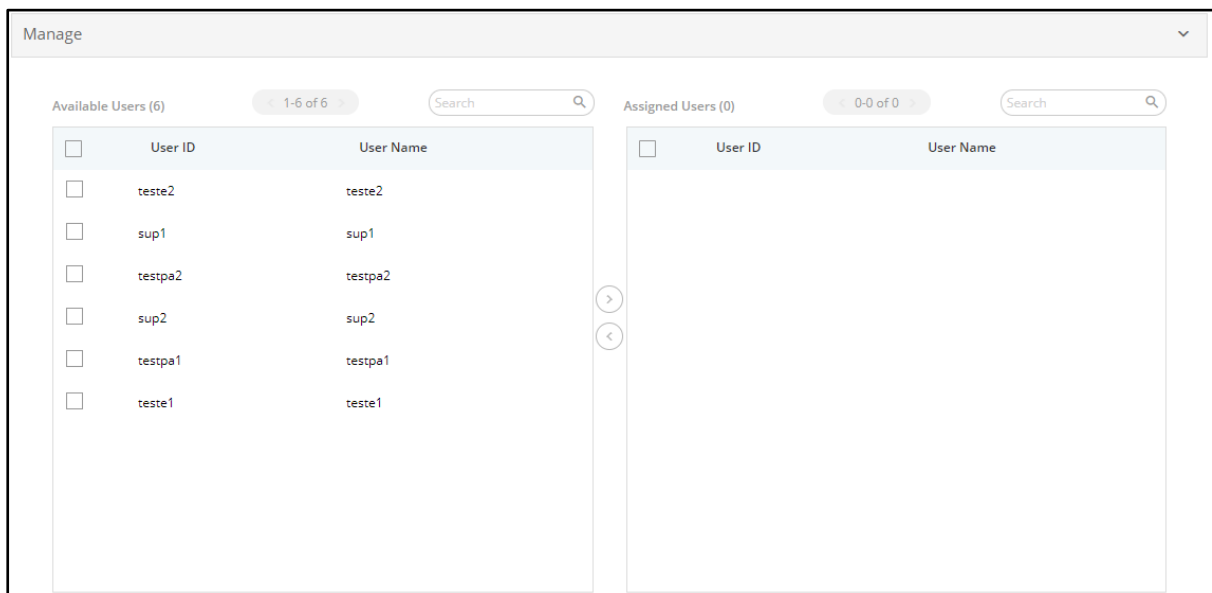 Manage
Available Users (6)
< 1-6 of 6 >
Search
User ID User Name
teste2 teste2
sup1 sup1
testpa2 testpa2
sup2 sup2
testpa1 testpa1
teste1 teste1
Assigned Users (0)
< 0-0 of 0 >
Search
User ID User Name